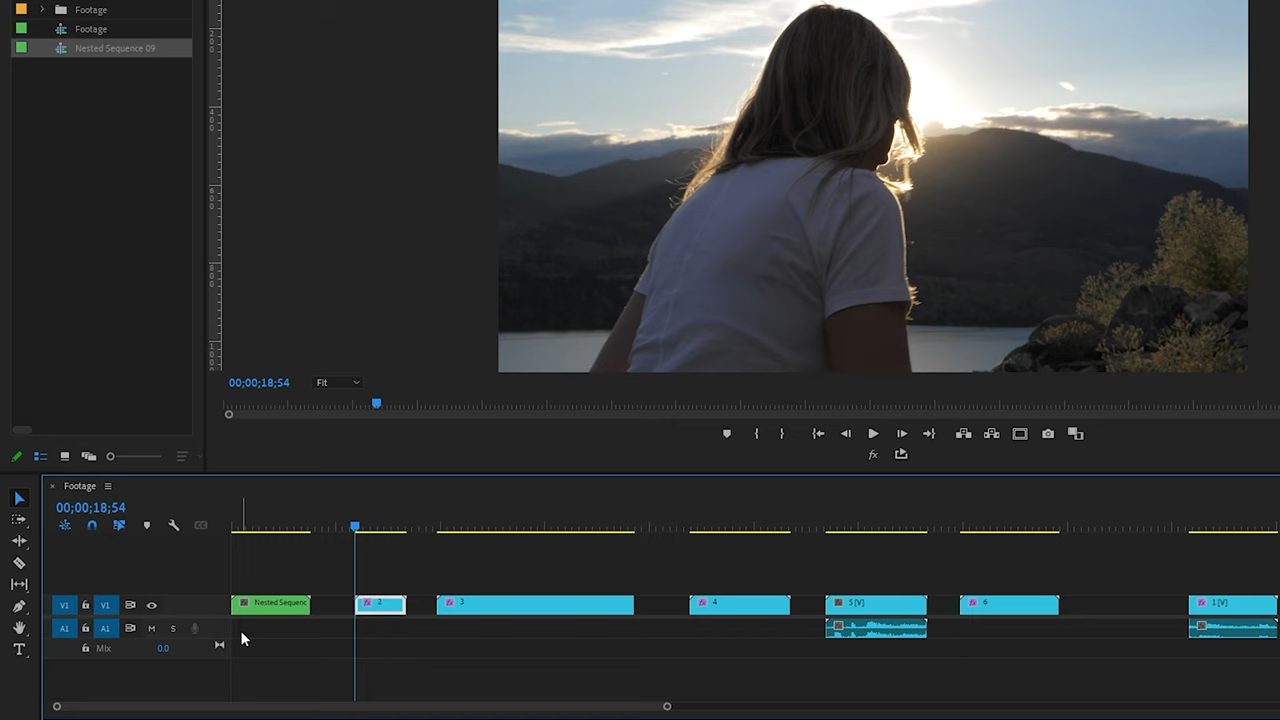 Footage
Footage
Nested Sequence 09
00;00;18;54
Fit
fx
× Footage
00;00;18;54
V1 V1
Nested Sequenc
2
3
4
5 [V]
6
1 [V]
A1 A1 M S
Mix 0.0